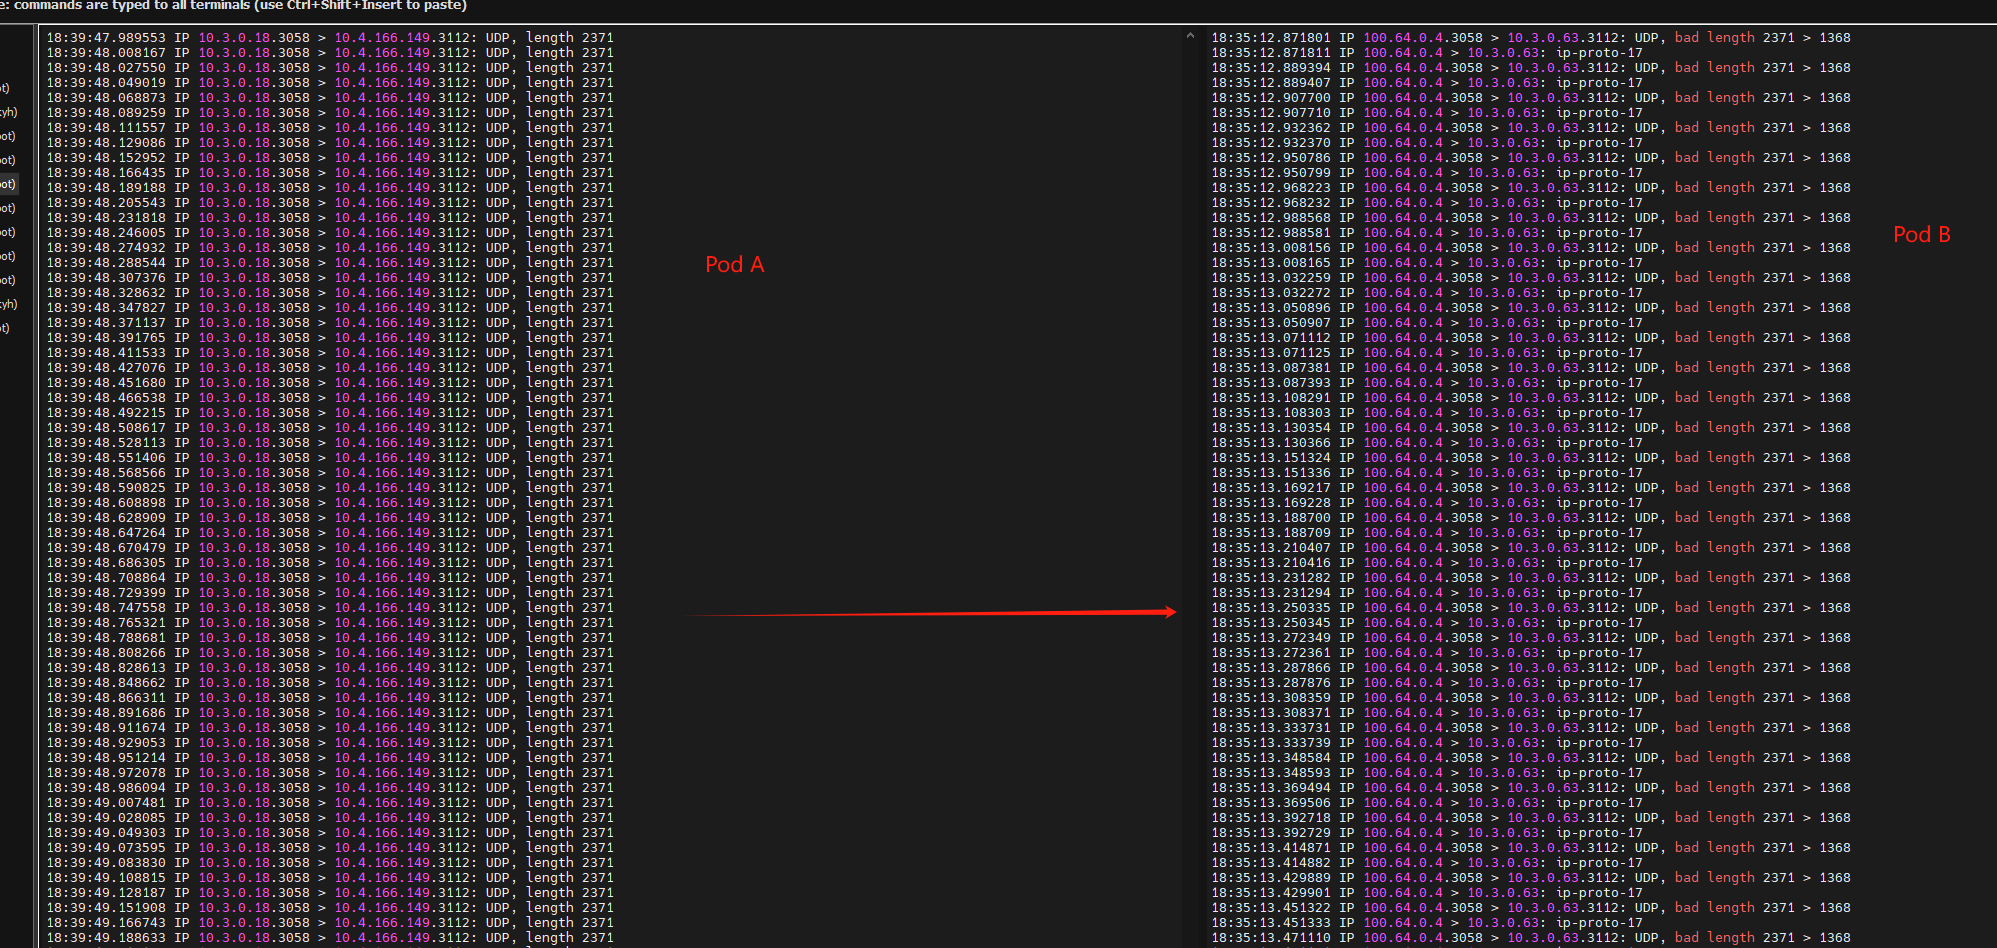 e: commands are typed to all terminals (use Ctrl+Shift+Insert to paste)
ot)
tyh)
oot)
oot)
oot)
oot)
oot)
oot)
oot)
tyh)
ot)
18:39:47.989553 IP 10.3.0.18.3058 > 10.4.166.149.3112: UDP, length 2371
18:39:48.008167 IP 10.3.0.18.3058 > 10.4.166.149.3112: UDP, length 2371
18:39:48.027550 IP 10.3.0.18.3058 > 10.4.166.149.3112: UDP, length 2371
18:39:48.049019 IP 10.3.0.18.3058 > 10.4.166.149.3112: UDP, length 2371
18:39:48.068873 IP 10.3.0.18.3058 > 10.4.166.149.3112: UDP, length 2371
18:39:48.089259 IP 10.3.0.18.3058 > 10.4.166.149.3112: UDP, length 2371
18:39:48.111557 IP 10.3.0.18.3058 > 10.4.166.149.3112: UDP, length 2371
18:39:48.129086 IP 10.3.0.18.3058 > 10.4.166.149.3112: UDP, length 2371
18:39:48.152952 IP 10.3.0.18.3058 > 10.4.166.149.3112: UDP, length 2371
18:39:48.166435 IP 10.3.0.18.3058 > 10.4.166.149.3112: UDP, length 2371
18:39:48.189188 IP 10.3.0.18.3058 > 10.4.166.149.3112: UDP, length 2371
18:39:48.205543 IP 10.3.0.18.3058 > 10.4.166.149.3112: UDP, length 2371
18:39:48.231818 IP 10.3.0.18.3058 > 10.4.166.149.3112: UDP, length 2371
18:39:48.246005 IP 10.3.0.18.3058 > 10.4.166.149.3112: UDP, length 2371
18:39:48.274932 IP 10.3.0.18.3058 > 10.4.166.149.3112: UDP, length 2371
18:39:48.288544 IP 10.3.0.18.3058 > 10.4.166.149.3112: UDP, length 2371
18:39:48.307376 IP 10.3.0.18.3058 > 10.4.166.149.3112: UDP, length 2371
18:39:48.328632 IP 10.3.0.18.3058 > 10.4.166.149.3112: UDP, length 2371
18:39:48.347827 IP 10.3.0.18.3058 > 10.4.166.149.3112: UDP, length 2371
18:39:48.371137 IP 10.3.0.18.3058 > 10.4.166.149.3112: UDP, length 2371
18:39:48.391765 IP 10.3.0.18.3058 > 10.4.166.149.3112: UDP, length 2371
18:39:48.411533 IP 10.3.0.18.3058 > 10.4.166.149.3112: UDP, length 2371
18:39:48.427076 IP 10.3.0.18.3058 > 10.4.166.149.3112: UDP, length 2371
18:39:48.451680 IP 10.3.0.18.3058 > 10.4.166.149.3112: UDP, length 2371
18:39:48.466538 IP 10.3.0.18.3058 > 10.4.166.149.3112: UDP, length 2371
18:39:48.492215 IP 10.3.0.18.3058 > 10.4.166.149.3112: UDP, length 2371
18:39:48.508617 IP 10.3.0.18.3058 > 10.4.166.149.3112: UDP, length 2371
18:39:48.528113 IP 10.3.0.18.3058 > 10.4.166.149.3112: UDP, length 2371
18:39:48.551406 IP 10.3.0.18.3058 > 10.4.166.149.3112: UDP, length 2371
18:39:48.568566 IP 10.3.0.18.3058 > 10.4.166.149.3112: UDP, length 2371
18:39:48.590825 IP 10.3.0.18.3058 > 10.4.166.149.3112: UDP, length 2371
18:39:48.608898 IP 10.3.0.18.3058 > 10.4.166.149.3112: UDP, length 2371
18:39:48.628909 IP 10.3.0.18.3058 > 10.4.166.149.3112: UDP, length 2371
18:39:48.647264 IP 10.3.0.18.3058 > 10.4.166.149.3112: UDP, length 2371
18:39:48.670479 IP 10.3.0.18.3058 > 10.4.166.149.3112: UDP, length 2371
18:39:48.686305 IP 10.3.0.18.3058 > 10.4.166.149.3112: UDP, length 2371
18:39:48.708864 IP 10.3.0.18.3058 > 10.4.166.149.3112: UDP, length 2371
18:39:48.729399 IP 10.3.0.18.3058 > 10.4.166.149.3112: UDP, length 2371
18:39:48.747558 IP 10.3.0.18.3058 > 10.4.166.149.3112: UDP, length 2371
18:39:48.765321 IP 10.3.0.18.3058 > 10.4.166.149.3112: UDP, length 2371
18:39:48.788681 IP 10.3.0.18.3058 > 10.4.166.149.3112: UDP, length 2371
18:39:48.808266 IP 10.3.0.18.3058 > 10.4.166.149.3112: UDP, length 2371
18:39:48.828613 IP 10.3.0.18.3058 > 10.4.166.149.3112: UDP, length 2371
18:39:48.848662 IP 10.3.0.18.3058 > 10.4.166.149.3112: UDP, length 2371
18:39:48.866311 IP 10.3.0.18.3058 > 10.4.166.149.3112: UDP, length 2371
18:39:48.891686 IP 10.3.0.18.3058 > 10.4.166.149.3112: UDP, length 2371
18:39:48.911674 IP 10.3.0.18.3058 > 10.4.166.149.3112: UDP, length 2371
18:39:48.929053 IP 10.3.0.18.3058 > 10.4.166.149.3112: UDP, length 2371
18:39:48.951214 IP 10.3.0.18.3058 > 10.4.166.149.3112: UDP, length 2371
18:39:48.972078 IP 10.3.0.18.3058 > 10.4.166.149.3112: UDP, length 2371
18:39:48.986094 IP 10.3.0.18.3058 > 10.4.166.149.3112: UDP, length 2371
18:39:49.007481 IP 10.3.0.18.3058 > 10.4.166.149.3112: UDP, length 2371
18:39:49.028085 IP 10.3.0.18.3058 > 10.4.166.149.3112: UDP, length 2371
18:39:49.049303 IP 10.3.0.18.3058 > 10.4.166.149.3112: UDP, length 2371
18:39:49.073595 IP 10.3.0.18.3058 > 10.4.166.149.3112: UDP, length 2371
18:39:49.083830 IP 10.3.0.18.3058 > 10.4.166.149.3112: UDP, length 2371
18:39:49.108815 IP 10.3.0.18.3058 > 10.4.166.149.3112: UDP, length 2371
18:39:49.128187 IP 10.3.0.18.3058 > 10.4.166.149.3112: UDP, length 2371
18:39:49.151908 IP 10.3.0.18.3058 > 10.4.166.149.3112: UDP, length 2371
18:39:49.166743 IP 10.3.0.18.3058 > 10.4.166.149.3112: UDP, length 2371
18:39:49.188633 IP 10.3.0.18.3058 > 10.4.166.149.3112: UDP, length 2371
Pod A
18:35:12.871801 IP 100.64.0.4.3058 > 10.3.0.63.3112: UDP, bad length 2371 > 1368
18:35:12.871811 IP 100.64.0.4 > 10.3.0.63: ip-proto-17
18:35:12.889394 IP 100.64.0.4.3058 > 10.3.0.63.3112: UDP, bad length 2371 > 1368
18:35:12.889407 IP 100.64.0.4 > 10.3.0.63: ip-proto-17
18:35:12.907700 IP 100.64.0.4.3058 > 10.3.0.63.3112: UDP, bad length 2371 > 1368
18:35:12.907710 IP 100.64.0.4 > 10.3.0.63: ip-proto-17
18:35:12.932362 IP 100.64.0.4.3058 > 10.3.0.63.3112: UDP, bad length 2371 > 1368
18:35:12.932370 IP 100.64.0.4 > 10.3.0.63: ip-proto-17
18:35:12.950786 IP 100.64.0.4.3058 > 10.3.0.63.3112: UDP, bad length 2371 > 1368
18:35:12.950799 IP 100.64.0.4 > 10.3.0.63: ip-proto-17
18:35:12.968223 IP 100.64.0.4.3058 > 10.3.0.63.3112: UDP, bad length 2371 > 1368
18:35:12.968232 IP 100.64.0.4 > 10.3.0.63: ip-proto-17
18:35:12.988568 IP 100.64.0.4.3058 > 10.3.0.63.3112: UDP, bad length 2371 > 1368
18:35:12.988581 IP 100.64.0.4 > 10.3.0.63: ip-proto-17
18:35:13.008156 IP 100.64.0.4.3058 > 10.3.0.63.3112: UDP, bad length 2371 > 1368
18:35:13.008165 IP 100.64.0.4 > 10.3.0.63: ip-proto-17
18:35:13.032259 IP 100.64.0.4.3058 > 10.3.0.63.3112: UDP, bad length 2371 > 1368
18:35:13.032272 IP 100.64.0.4 > 10.3.0.63: ip-proto-17
18:35:13.050896 IP 100.64.0.4.3058 > 10.3.0.63.3112: UDP, bad length 2371 > 1368
18:35:13.050907 IP 100.64.0.4 > 10.3.0.63: ip-proto-17
18:35:13.071112 IP 100.64.0.4.3058 > 10.3.0.63.3112: UDP, bad length 2371 > 1368
18:35:13.071125 IP 100.64.0.4 > 10.3.0.63: ip-proto-17
18:35:13.087381 IP 100.64.0.4.3058 > 10.3.0.63.3112: UDP, bad length 2371 > 1368
18:35:13.087393 IP 100.64.0.4 > 10.3.0.63: ip-proto-17
18:35:13.108291 IP 100.64.0.4.3058 > 10.3.0.63.3112: UDP, bad length 2371 > 1368
18:35:13.108303 IP 100.64.0.4 > 10.3.0.63: ip-proto-17
18:35:13.130354 IP 100.64.0.4.3058 > 10.3.0.63.3112: UDP, bad length 2371 > 1368
18:35:13.130366 IP 100.64.0.4 > 10.3.0.63: ip-proto-17
18:35:13.151324 IP 100.64.0.4.3058 > 10.3.0.63.3112: UDP, bad length 2371 > 1368
18:35:13.151336 IP 100.64.0.4 > 10.3.0.63: ip-proto-17
18:35:13.169217 IP 100.64.0.4.3058 > 10.3.0.63.3112: UDP, bad length 2371 > 1368
18:35:13.169228 IP 100.64.0.4 > 10.3.0.63: ip-proto-17
18:35:13.188700 IP 100.64.0.4.3058 > 10.3.0.63.3112: UDP, bad length 2371 > 1368
18:35:13.188709 IP 100.64.0.4 > 10.3.0.63: ip-proto-17
18:35:13.210407 IP 100.64.0.4.3058 > 10.3.0.63.3112: UDP, bad length 2371 > 1368
18:35:13.210416 IP 100.64.0.4 > 10.3.0.63: ip-proto-17
18:35:13.231282 IP 100.64.0.4.3058 > 10.3.0.63.3112: UDP, bad length 2371 > 1368
18:35:13.231294 IP 100.64.0.4 > 10.3.0.63: ip-proto-17
18:35:13.250335 IP 100.64.0.4.3058 > 10.3.0.63.3112: UDP, bad length 2371 > 1368
18:35:13.250345 IP 100.64.0.4 > 10.3.0.63: ip-proto-17
18:35:13.272349 IP 100.64.0.4.3058 > 10.3.0.63.3112: UDP, bad length 2371 > 1368
18:35:13.272361 IP 100.64.0.4 > 10.3.0.63: ip-proto-17
18:35:13.287866 IP 100.64.0.4.3058 > 10.3.0.63.3112: UDP, bad length 2371 > 1368
18:35:13.287876 IP 100.64.0.4 > 10.3.0.63: ip-proto-17
18:35:13.308359 IP 100.64.0.4.3058 > 10.3.0.63.3112: UDP, bad length 2371 > 1368
18:35:13.308371 IP 100.64.0.4 > 10.3.0.63: ip-proto-17
18:35:13.333731 IP 100.64.0.4.3058 > 10.3.0.63.3112: UDP, bad length 2371 > 1368
18:35:13.333739 IP 100.64.0.4 > 10.3.0.63: ip-proto-17
18:35:13.348584 IP 100.64.0.4.3058 > 10.3.0.63.3112: UDP, bad length 2371 > 1368
18:35:13.348593 IP 100.64.0.4 > 10.3.0.63: ip-proto-17
18:35:13.369494 IP 100.64.0.4.3058 > 10.3.0.63.3112: UDP, bad length 2371 > 1368
18:35:13.369506 IP 100.64.0.4 > 10.3.0.63: ip-proto-17
18:35:13.392718 IP 100.64.0.4.3058 > 10.3.0.63.3112: UDP, bad length 2371 > 1368
18:35:13.392729 IP 100.64.0.4 > 10.3.0.63: ip-proto-17
18:35:13.414871 IP 100.64.0.4.3058 > 10.3.0.63.3112: UDP, bad length 2371 > 1368
18:35:13.414882 IP 100.64.0.4 > 10.3.0.63: ip-proto-17
18:35:13.429889 IP 100.64.0.4.3058 > 10.3.0.63.3112: UDP, bad length 2371 > 1368
18:35:13.429901 IP 100.64.0.4 > 10.3.0.63: ip-proto-17
18:35:13.451322 IP 100.64.0.4.3058 > 10.3.0.63.3112: UDP, bad length 2371 > 1368
18:35:13.451333 IP 100.64.0.4 > 10.3.0.63: ip-proto-17
18:35:13.471110 IP 100.64.0.4.3058 > 10.3.0.63.3112: UDP, bad length 2371 > 1368
Pod B